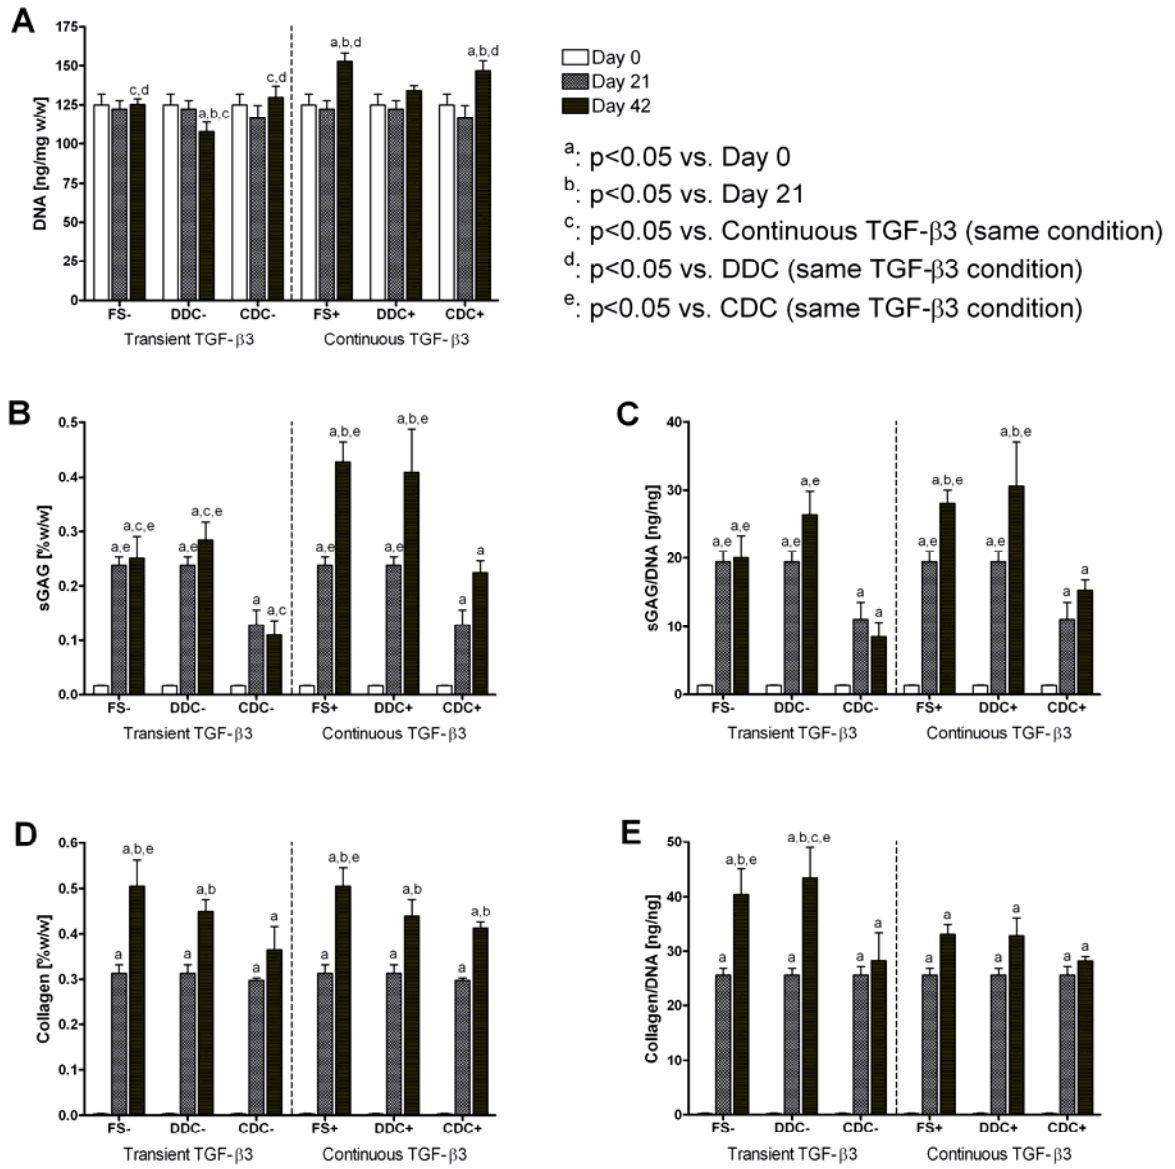 A
DNA [ng/mg w/w]
175
150
125
100
75
50
25
0
c,d
a,b,c
c,d
a,b,d
a,b,d
FS-
DDC-
CDC-
FS+
DDC+
CDC+
Transient TGF-β3
Continuous TGF-β3
Day 0
Day 21
Day 42
a: p<0.05 vs. Day 0
b: p<0.05 vs. Day 21
c: p<0.05 vs. Continuous TGF-β3 (same condition)
d: p<0.05 vs. DDC (same TGF-β3 condition)
e: p<0.05 vs. CDC (same TGF-β3 condition)
B
sGAG [%w/w]
0.5
0.4
0.3
0.2
0.1
0.0
a,e
a,c,e
a,e
a,c,e
a
a,c
a,e
a,b,e
a,e
a,b,e
a
a
FS-
DDC-
CDC-
FS+
DDC+
CDC+
Transient TGF-β3
Continuous TGF-β3
C
sGAG/DNA [ng/ng]
40
30
20
10
0
a,e
a,e
a,e
a,e
a
a
a,e
a,b,e
a,e
a,b,e
a
a
FS-
DDC-
CDC-
FS+
DDC+
CDC+
Transient TGF-β3
Continuous TGF-β3
D
Collagen [%w/w]
0.6
0.5
0.4
0.3
0.2
0.1
0.0
a
a,b,e
a
a,b
a
a
a
a,b,e
a
a,b
a
a,b
FS-
DDC-
CDC-
FS+
DDC+
CDC+
Transient TGF-β3
Continuous TGF-β3
E
Collagen/DNA [ng/ng]
50
40
30
20
10
0
a
a,b,e
a
a,b,c,e
a
a
a
a
a
a
a
a
FS-
DDC-
CDC-
FS+
DDC+
CDC+
Transient TGF-β3
Continuous TGF-β3